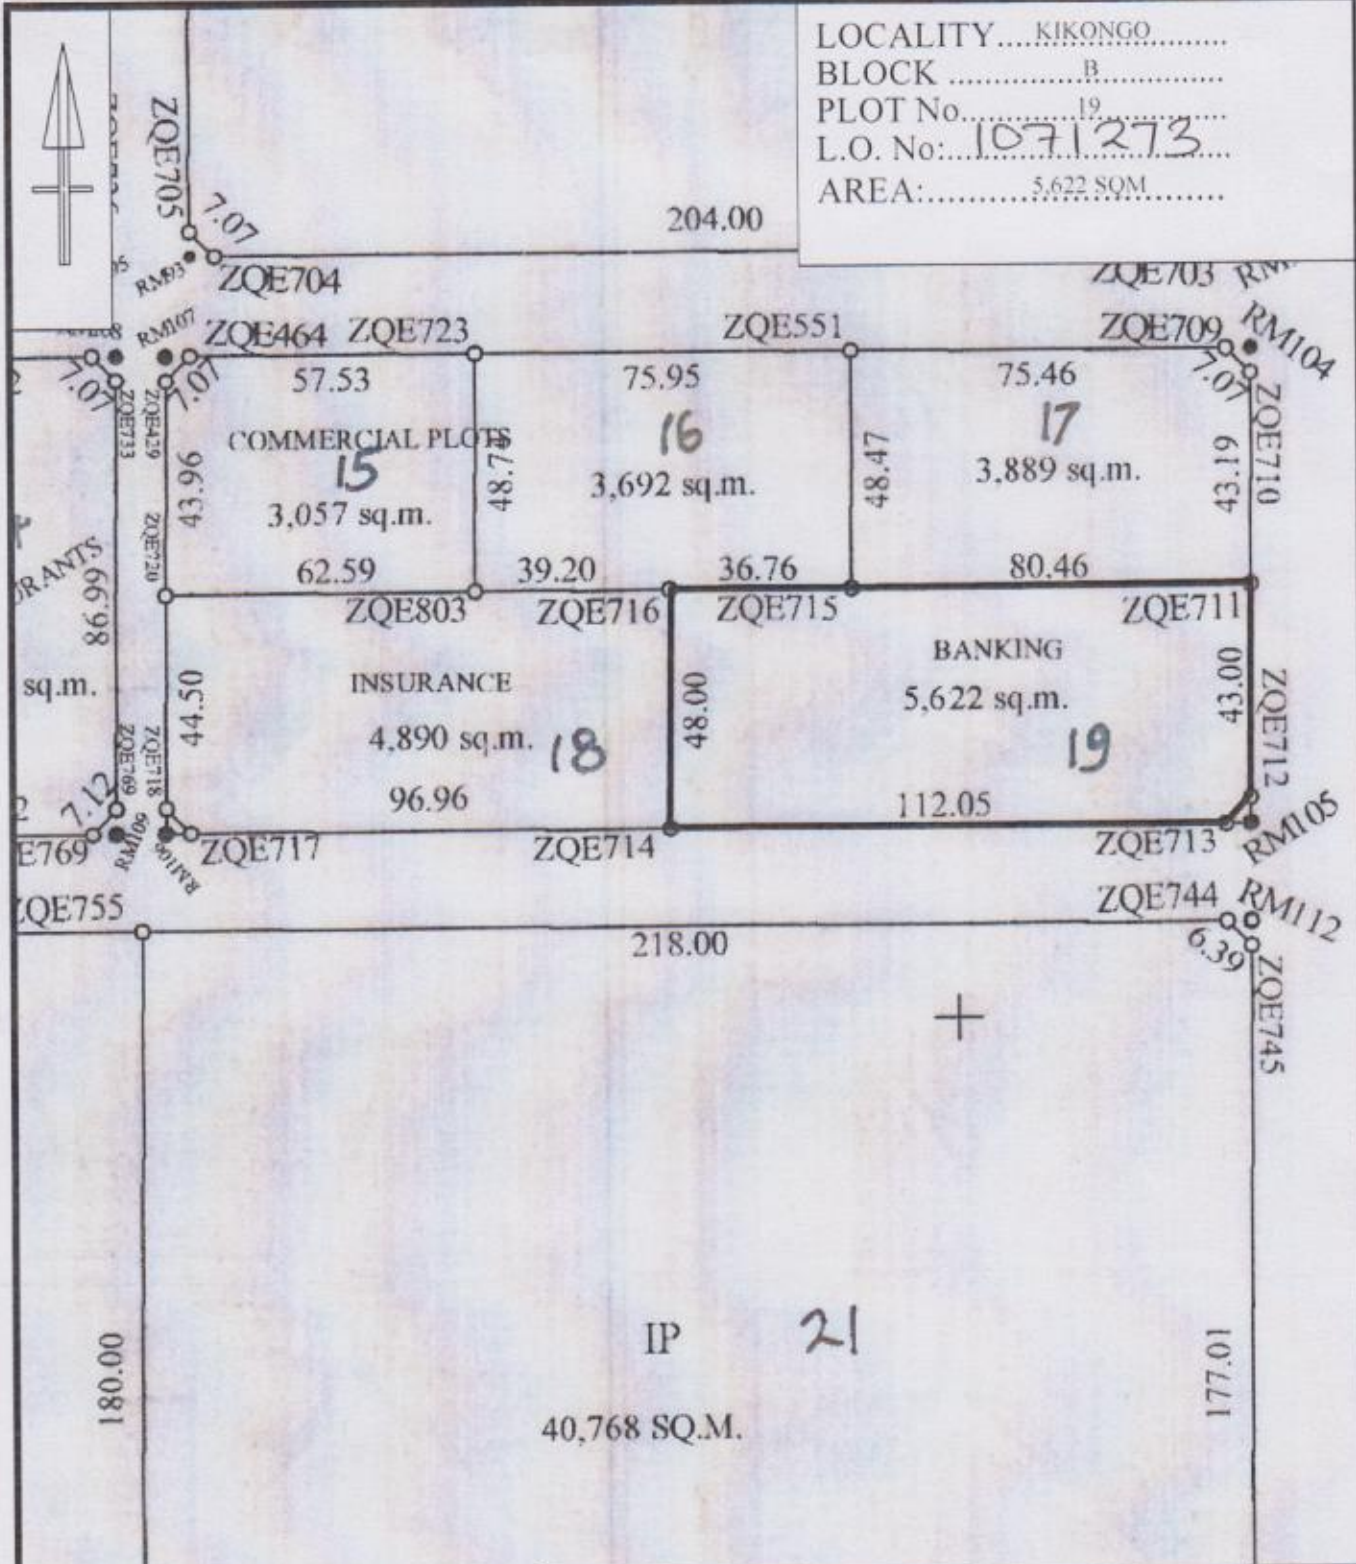 LOCALITY....KIKONGO.........
BLOCK ................B..............
PLOT No..............19..............
L.O. No:...1071273...
AREA:............5,622 SQM.........
ZQE705
7.07
204.00
RM93
ZQE704
ZQE703
RM107
ZQE464
ZQE723
ZQE551
ZQE709
RM104
7.07
7.07
57.53
75.95
75.46
7.07
ZQE733
ZQE429
COMMERCIAL PLOTS
16
17
ZQE710
43.96
15
48.74
3,692 sq.m.
48.47
3,889 sq.m.
43.19
3,057 sq.m.
ZQE720
62.59
39.20
36.76
80.46
86.99
ZQE803
ZQE716
ZQE715
ZQE711
BANKING
sq.m.
44.50
INSURANCE
48.00
5,622 sq.m.
43.00
ZQE712
4,890 sq.m.
18
19
ZQE769
ZQE718
7.12
96.96
112.05
E769
RM109
ZQE717
ZQE714
ZQE713
RM105
ZQE755
ZQE744
RM112
218.00
6.39
ZQE745
IP
21
180.00
177.01
40,768 SQ.M.